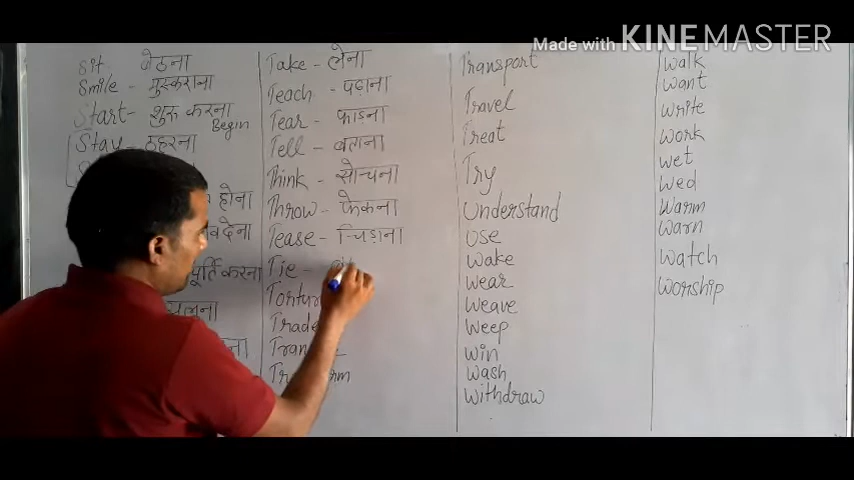 Made with KINEMASTER
Sit- बैठना
Smile - मुस्कराना
Start- शुरू करना
Begin
Stay - ठहरना
होना
देना
पूर्ति करना
Take - लेना
Teach - पढ़ाना
Tear - फाडना
Tell - बताना
Think - सोचना
Throw - फेकना
Tease - चिड़ाना
Tie -
Transport
Travel
Treat
Try
Understand
Use
Wake
Wear
Weave
Weep
Win
Wash
Withdraw
Walk
Want
Write
Work
Wet
Wed
Warm
Warn
Watch
Worship